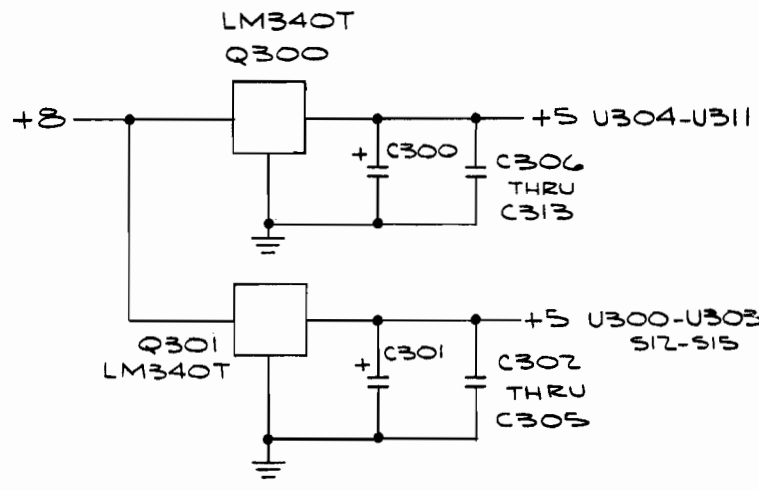 LM340T
Q300
+8
+5 U304-U311
+ C300
C306
THRU
C313
+5 U300-U303
S12-S15
Q301
LM340T
+ C301
C302
THRU
C305